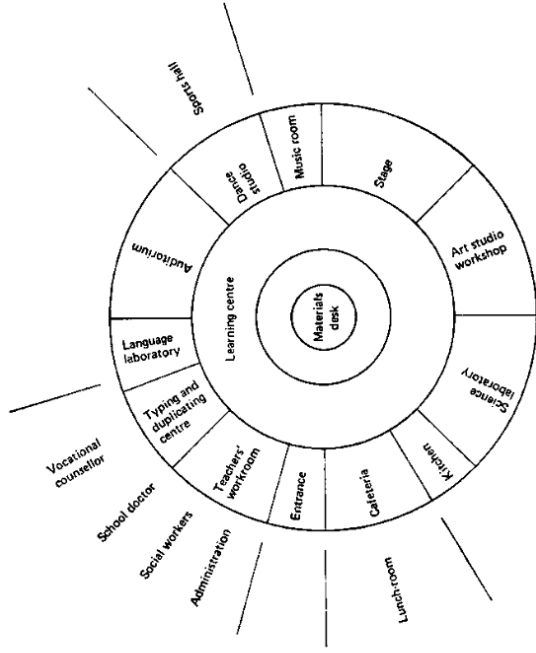 Sports hall
Dance
studio
Music room
Stage
Auditorium
Art studio
workshop
Learning centre
Materials
desk
Language
laboratory
Science
laboratory
Typing and
duplicating
centre
Teachers'
workroom
Entrance
Cafeteria
Kitchen
Vocational
counsellor
School doctor
Social workers
Administration
Lunch-room